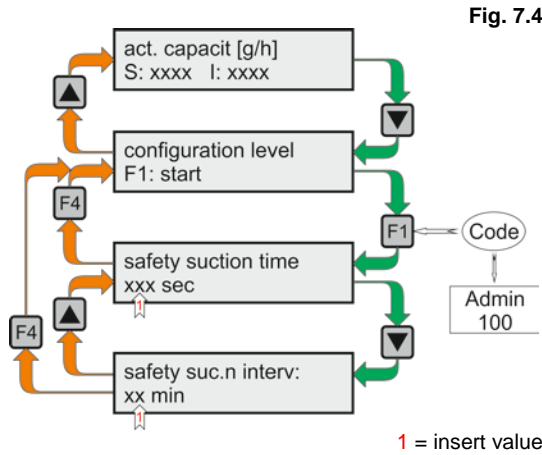 Fig. 7.4
act. capacit [g/h]
S: xxxx I: xxxx
configuration level
F1: start
F4
F1
Code
safety suction time
xxx sec
1
Admin
100
F4
safety suc.n interv:
xx min
1
1 = insert value